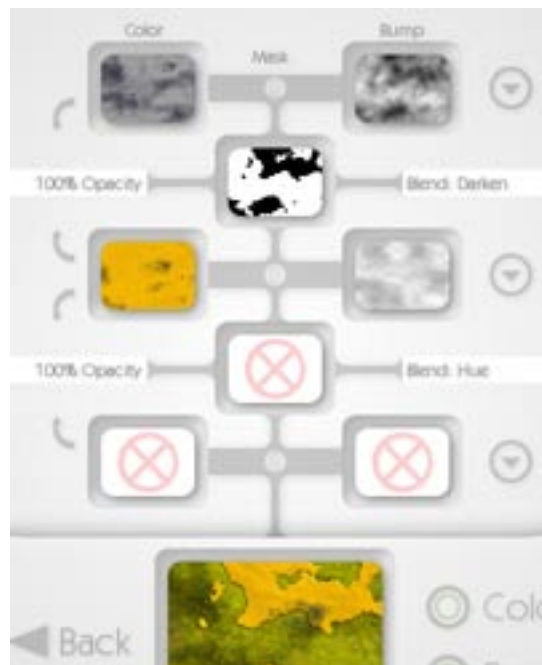 Color
Bump
Mask
100% Opacity
Blend: Darken
100% Opacity
Blend: Hue
Back